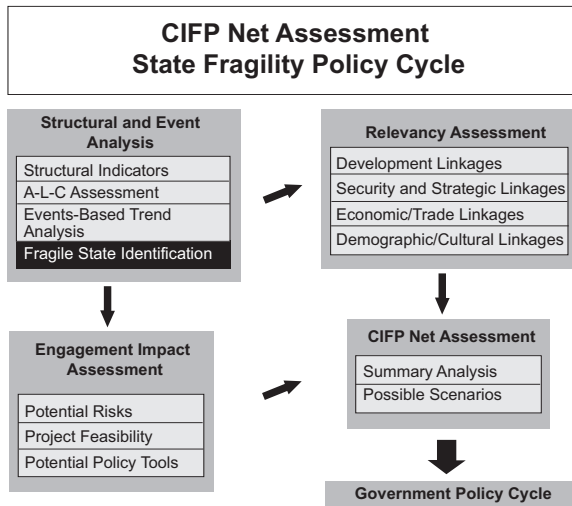 CIFP Net Assessment
State Fragility Policy Cycle
Structural and Event
Analysis
Structural Indicators
A-L-C Assessment
Events-Based Trend
Analysis
Fragile State Identification
Relevancy Assessment
Development Linkages
Security and Strategic Linkages
Economic/Trade Linkages
Demographic/Cultural Linkages
Engagement Impact
Assessment
Potential Risks
Project Feasibility
Potential Policy Tools
CIFP Net Assessment
Summary Analysis
Possible Scenarios
Government Policy Cycle